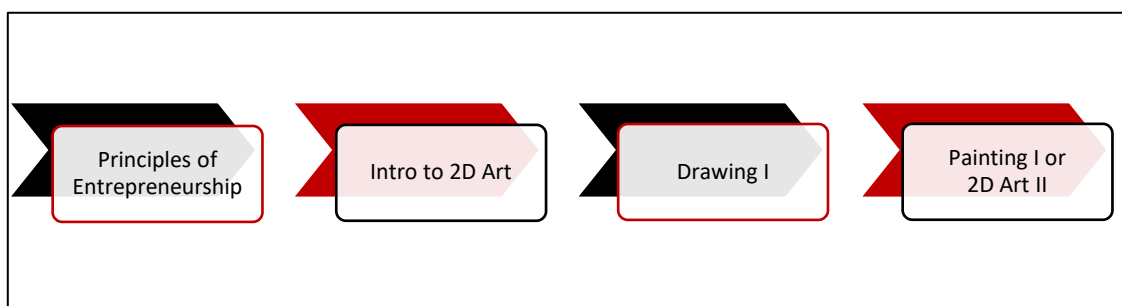 Principles of
Entrepreneurship
Intro to 2D Art
Drawing I
Painting I or
2D Art II